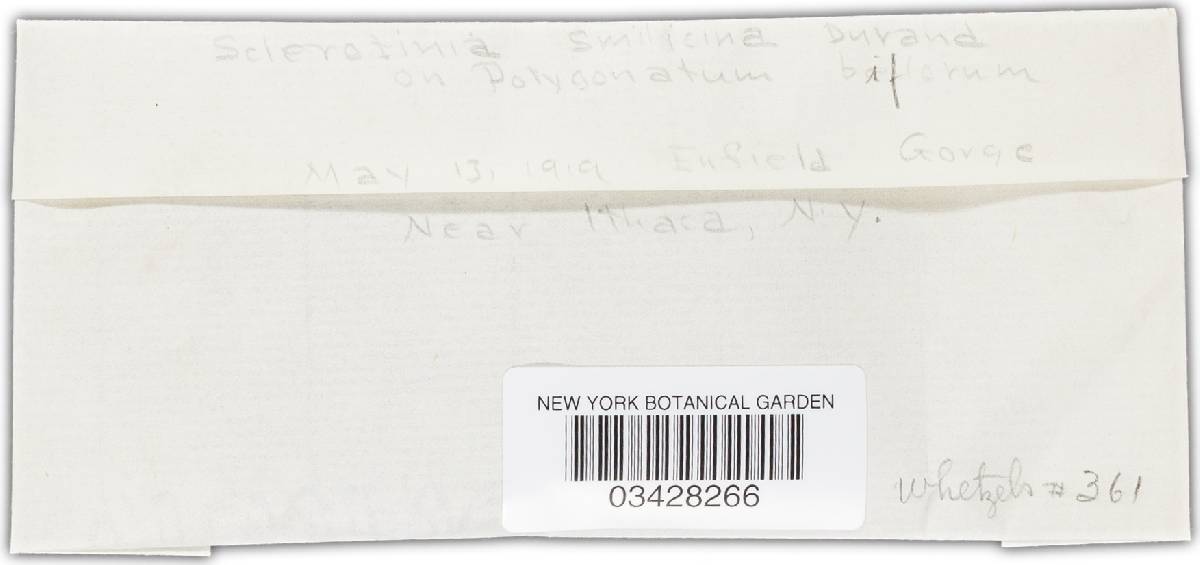 Sclerotinia Smilicina Durand
on Polygonatum biflorum
May 13, 1919 Enfield Gorge
Near Ithaca, N.Y.
NEW YORK BOTANICAL GARDEN
03428266
Whetzels # 361